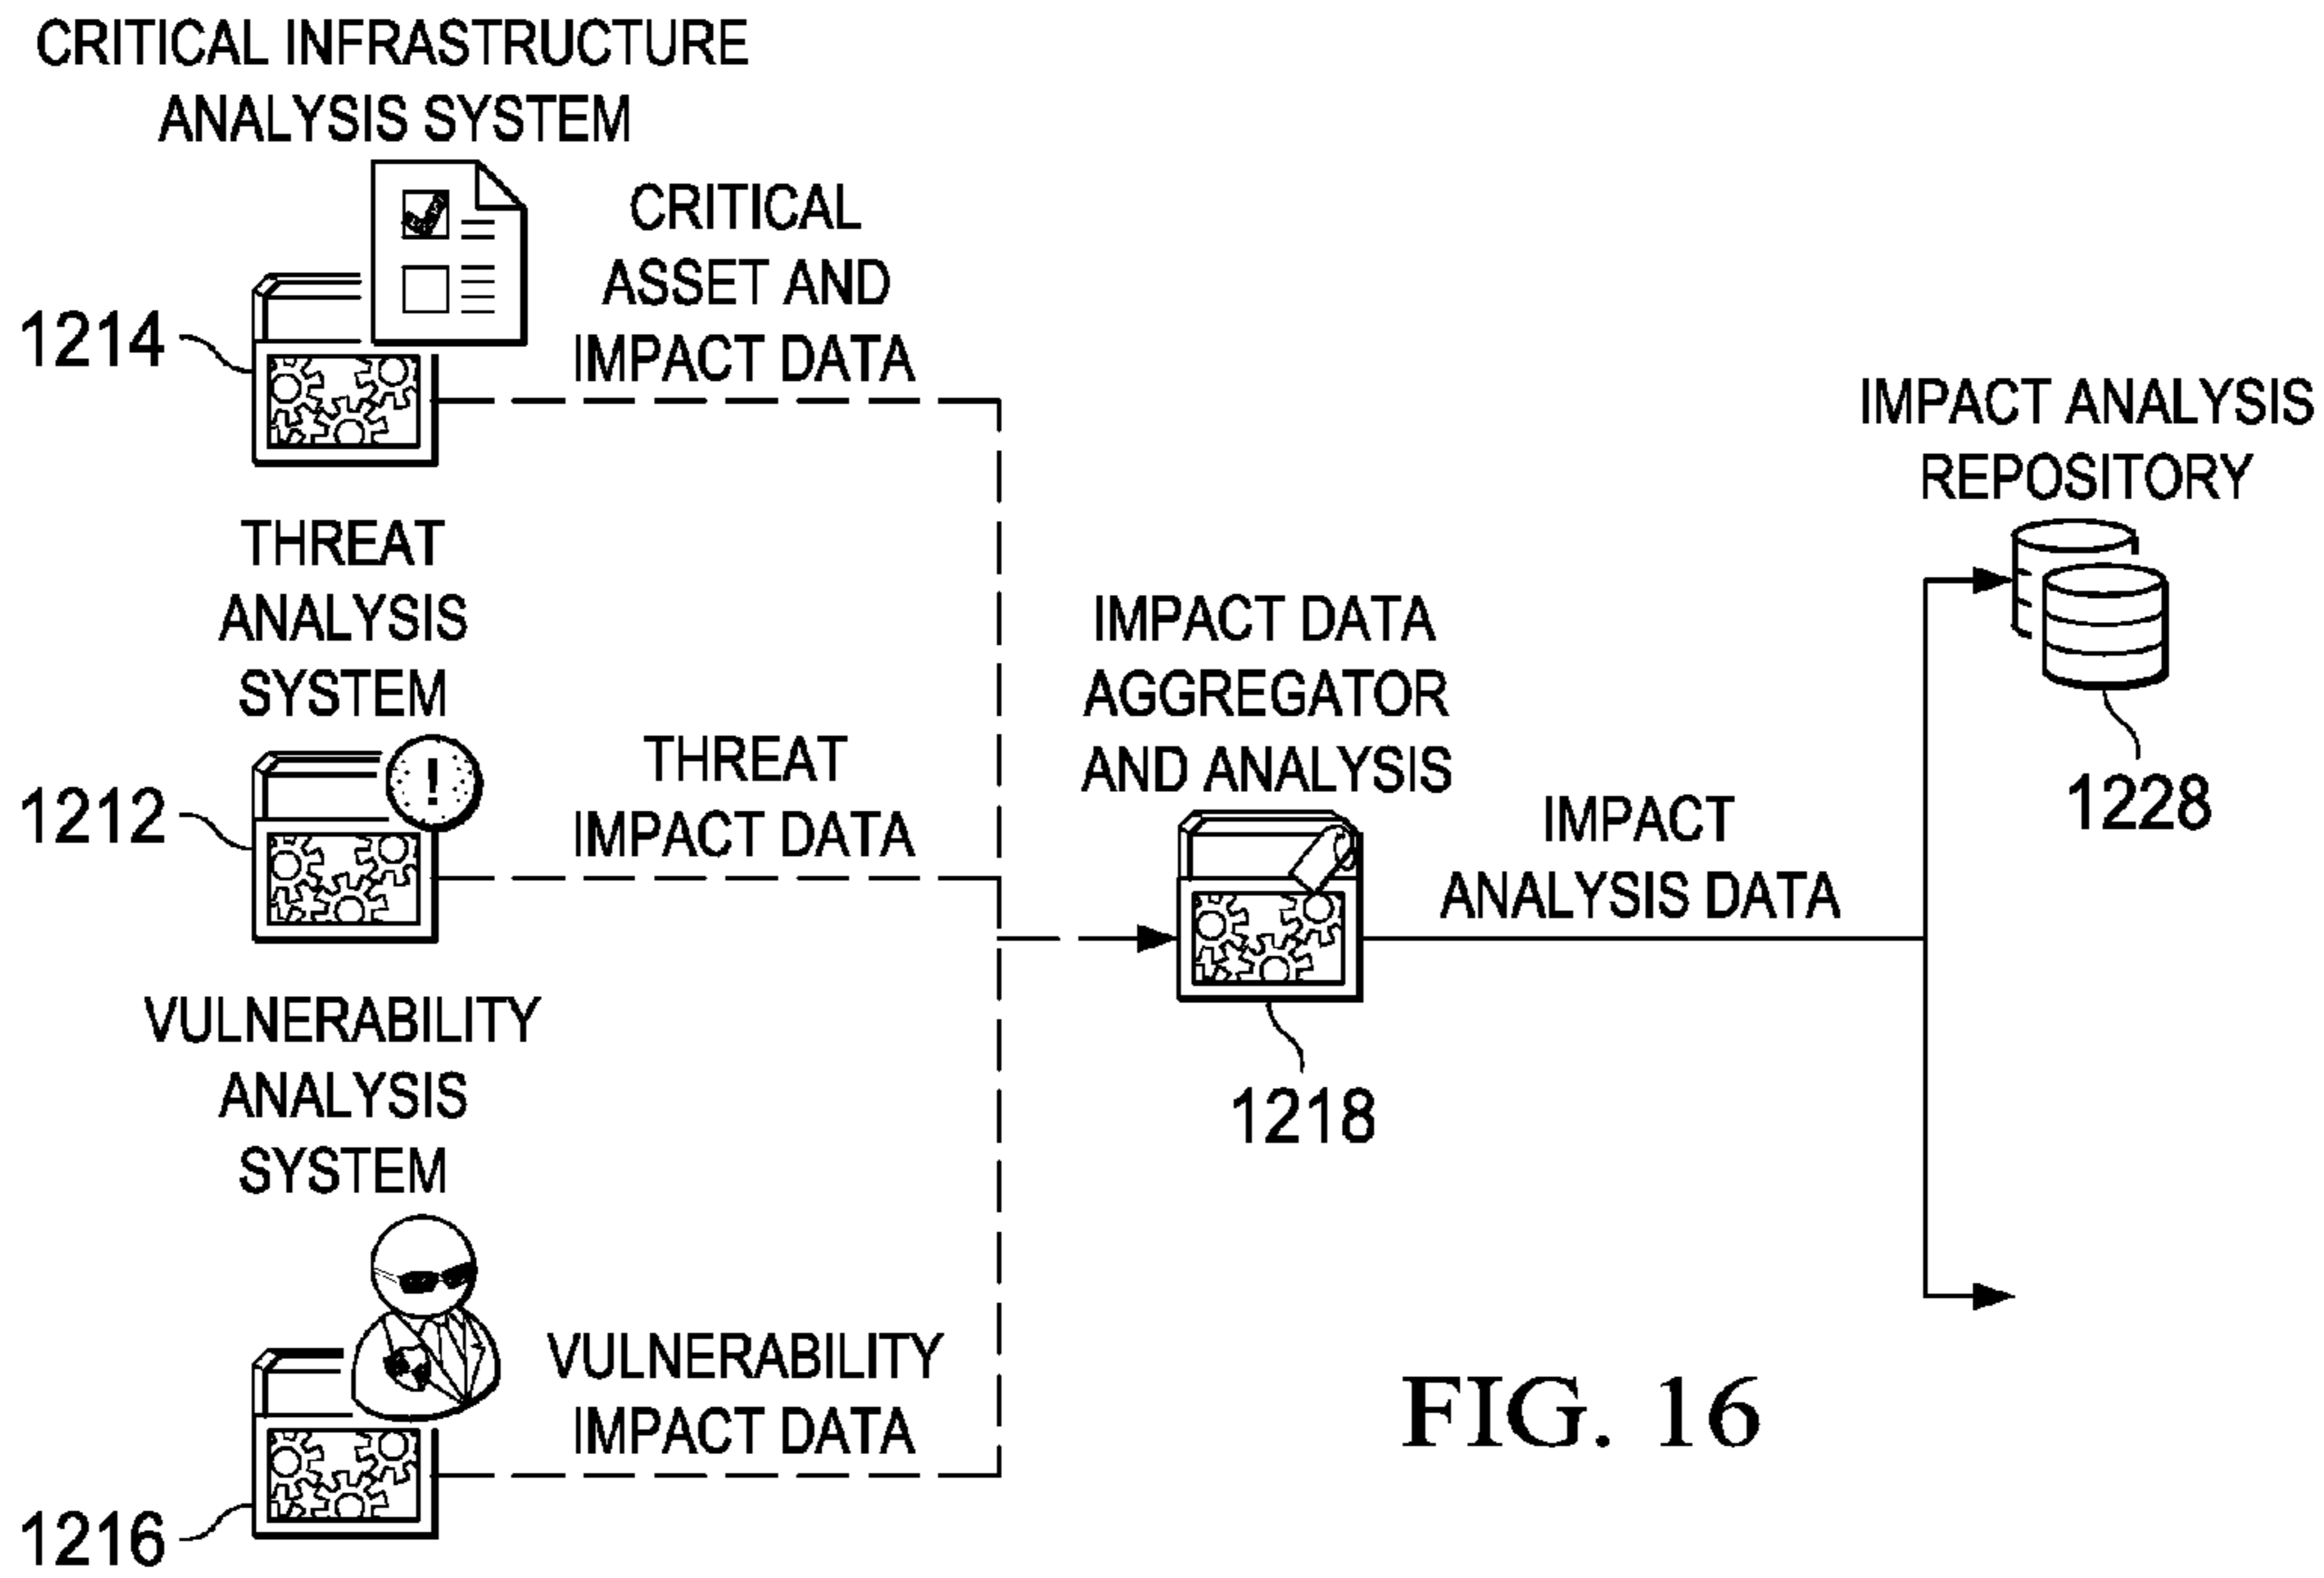 CRITICAL INFRASTRUCTURE
ANALYSIS SYSTEM
CRITICAL
ASSET AND
IMPACT DATA
1214
THREAT
ANALYSIS
SYSTEM
THREAT
IMPACT DATA
1212
VULNERABILITY
ANALYSIS
SYSTEM
VULNERABILITY
IMPACT DATA
1216
IMPACT DATA
AGGREGATOR
AND ANALYSIS
1218
IMPACT
ANALYSIS DATA
IMPACT ANALYSIS
REPOSITORY
1228
!
FIG. 16